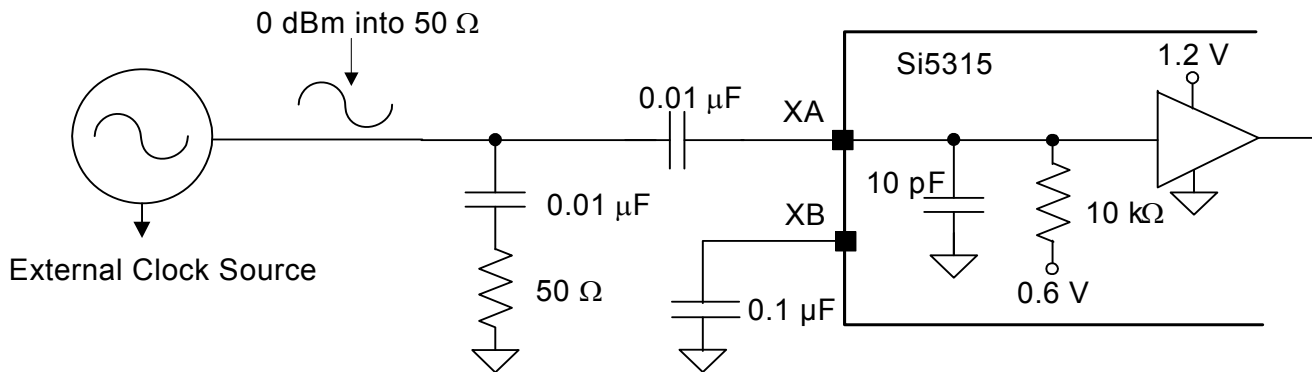 0 dBm into 50 Ω
Si5315
1.2 V
0.01 μF
XA
10 pF
10 kΩ
0.01 μF
XB
External Clock Source
50 Ω
0.1 µF
0.6 V